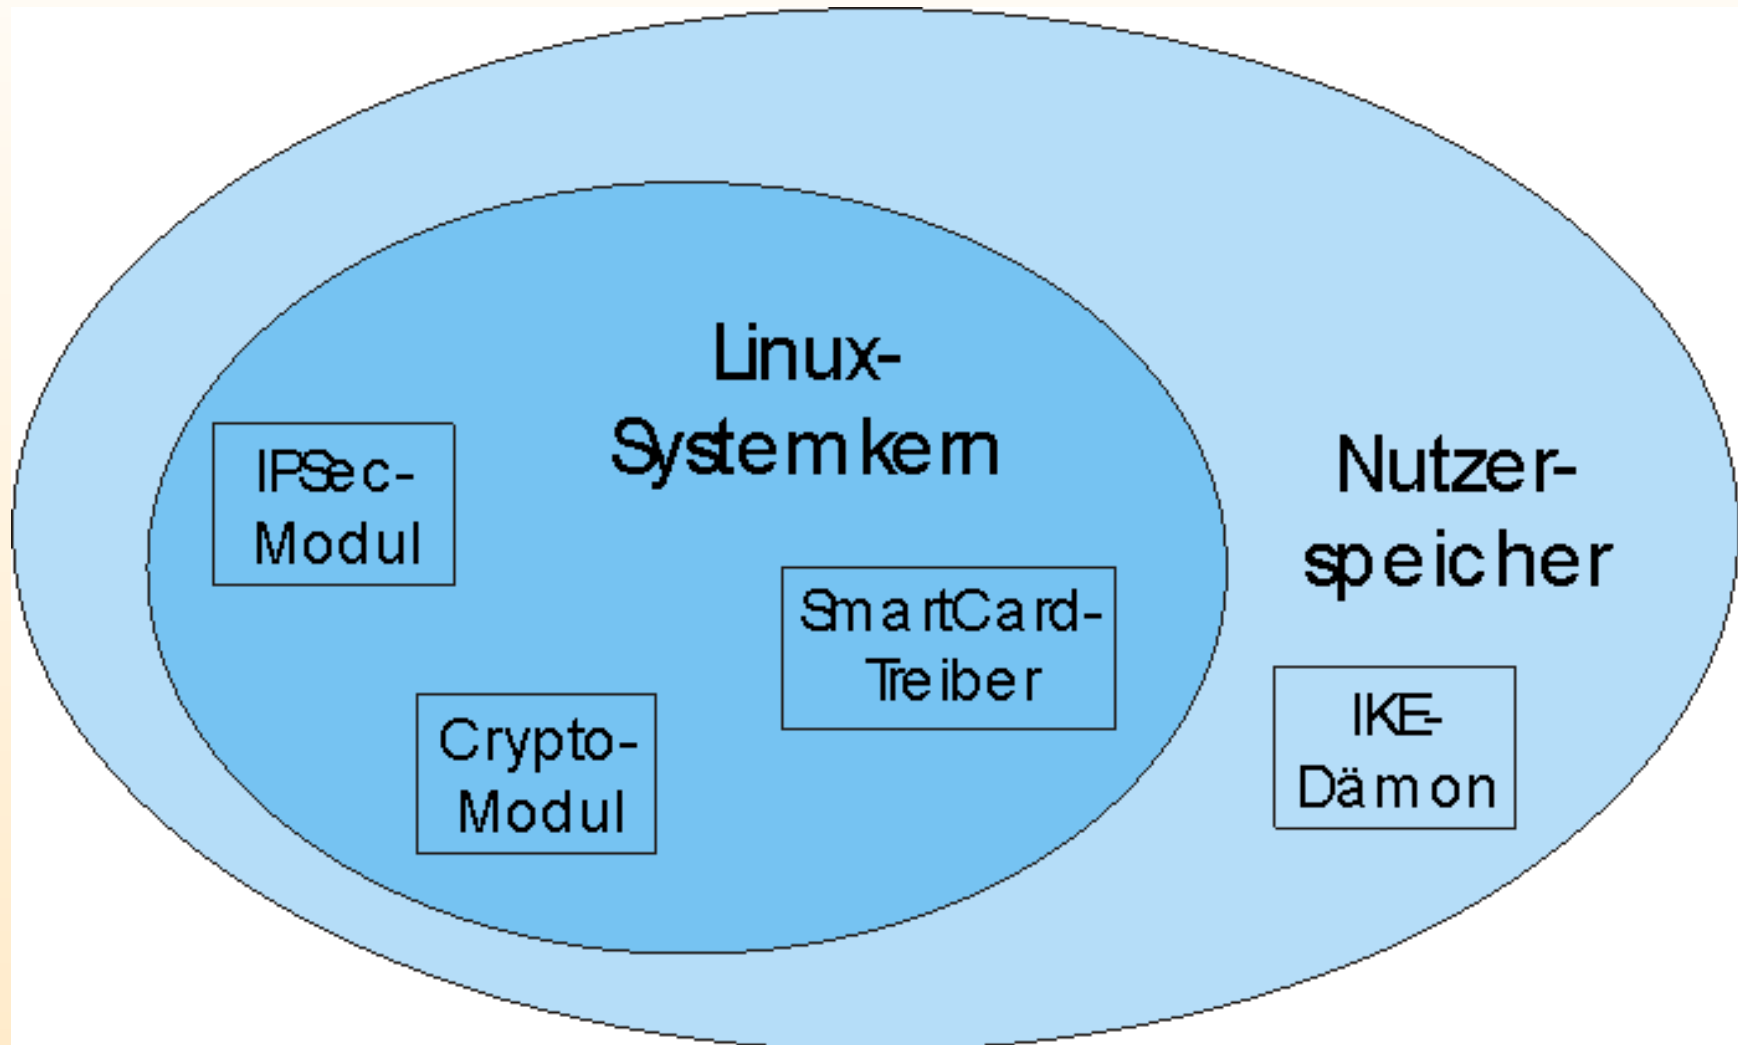 Linux-
Systemkern
IPSec-
Modul
Nutzer-
speicher
SmartCard-
Treiber
Crypto-
Modul
IKE-
Dämon